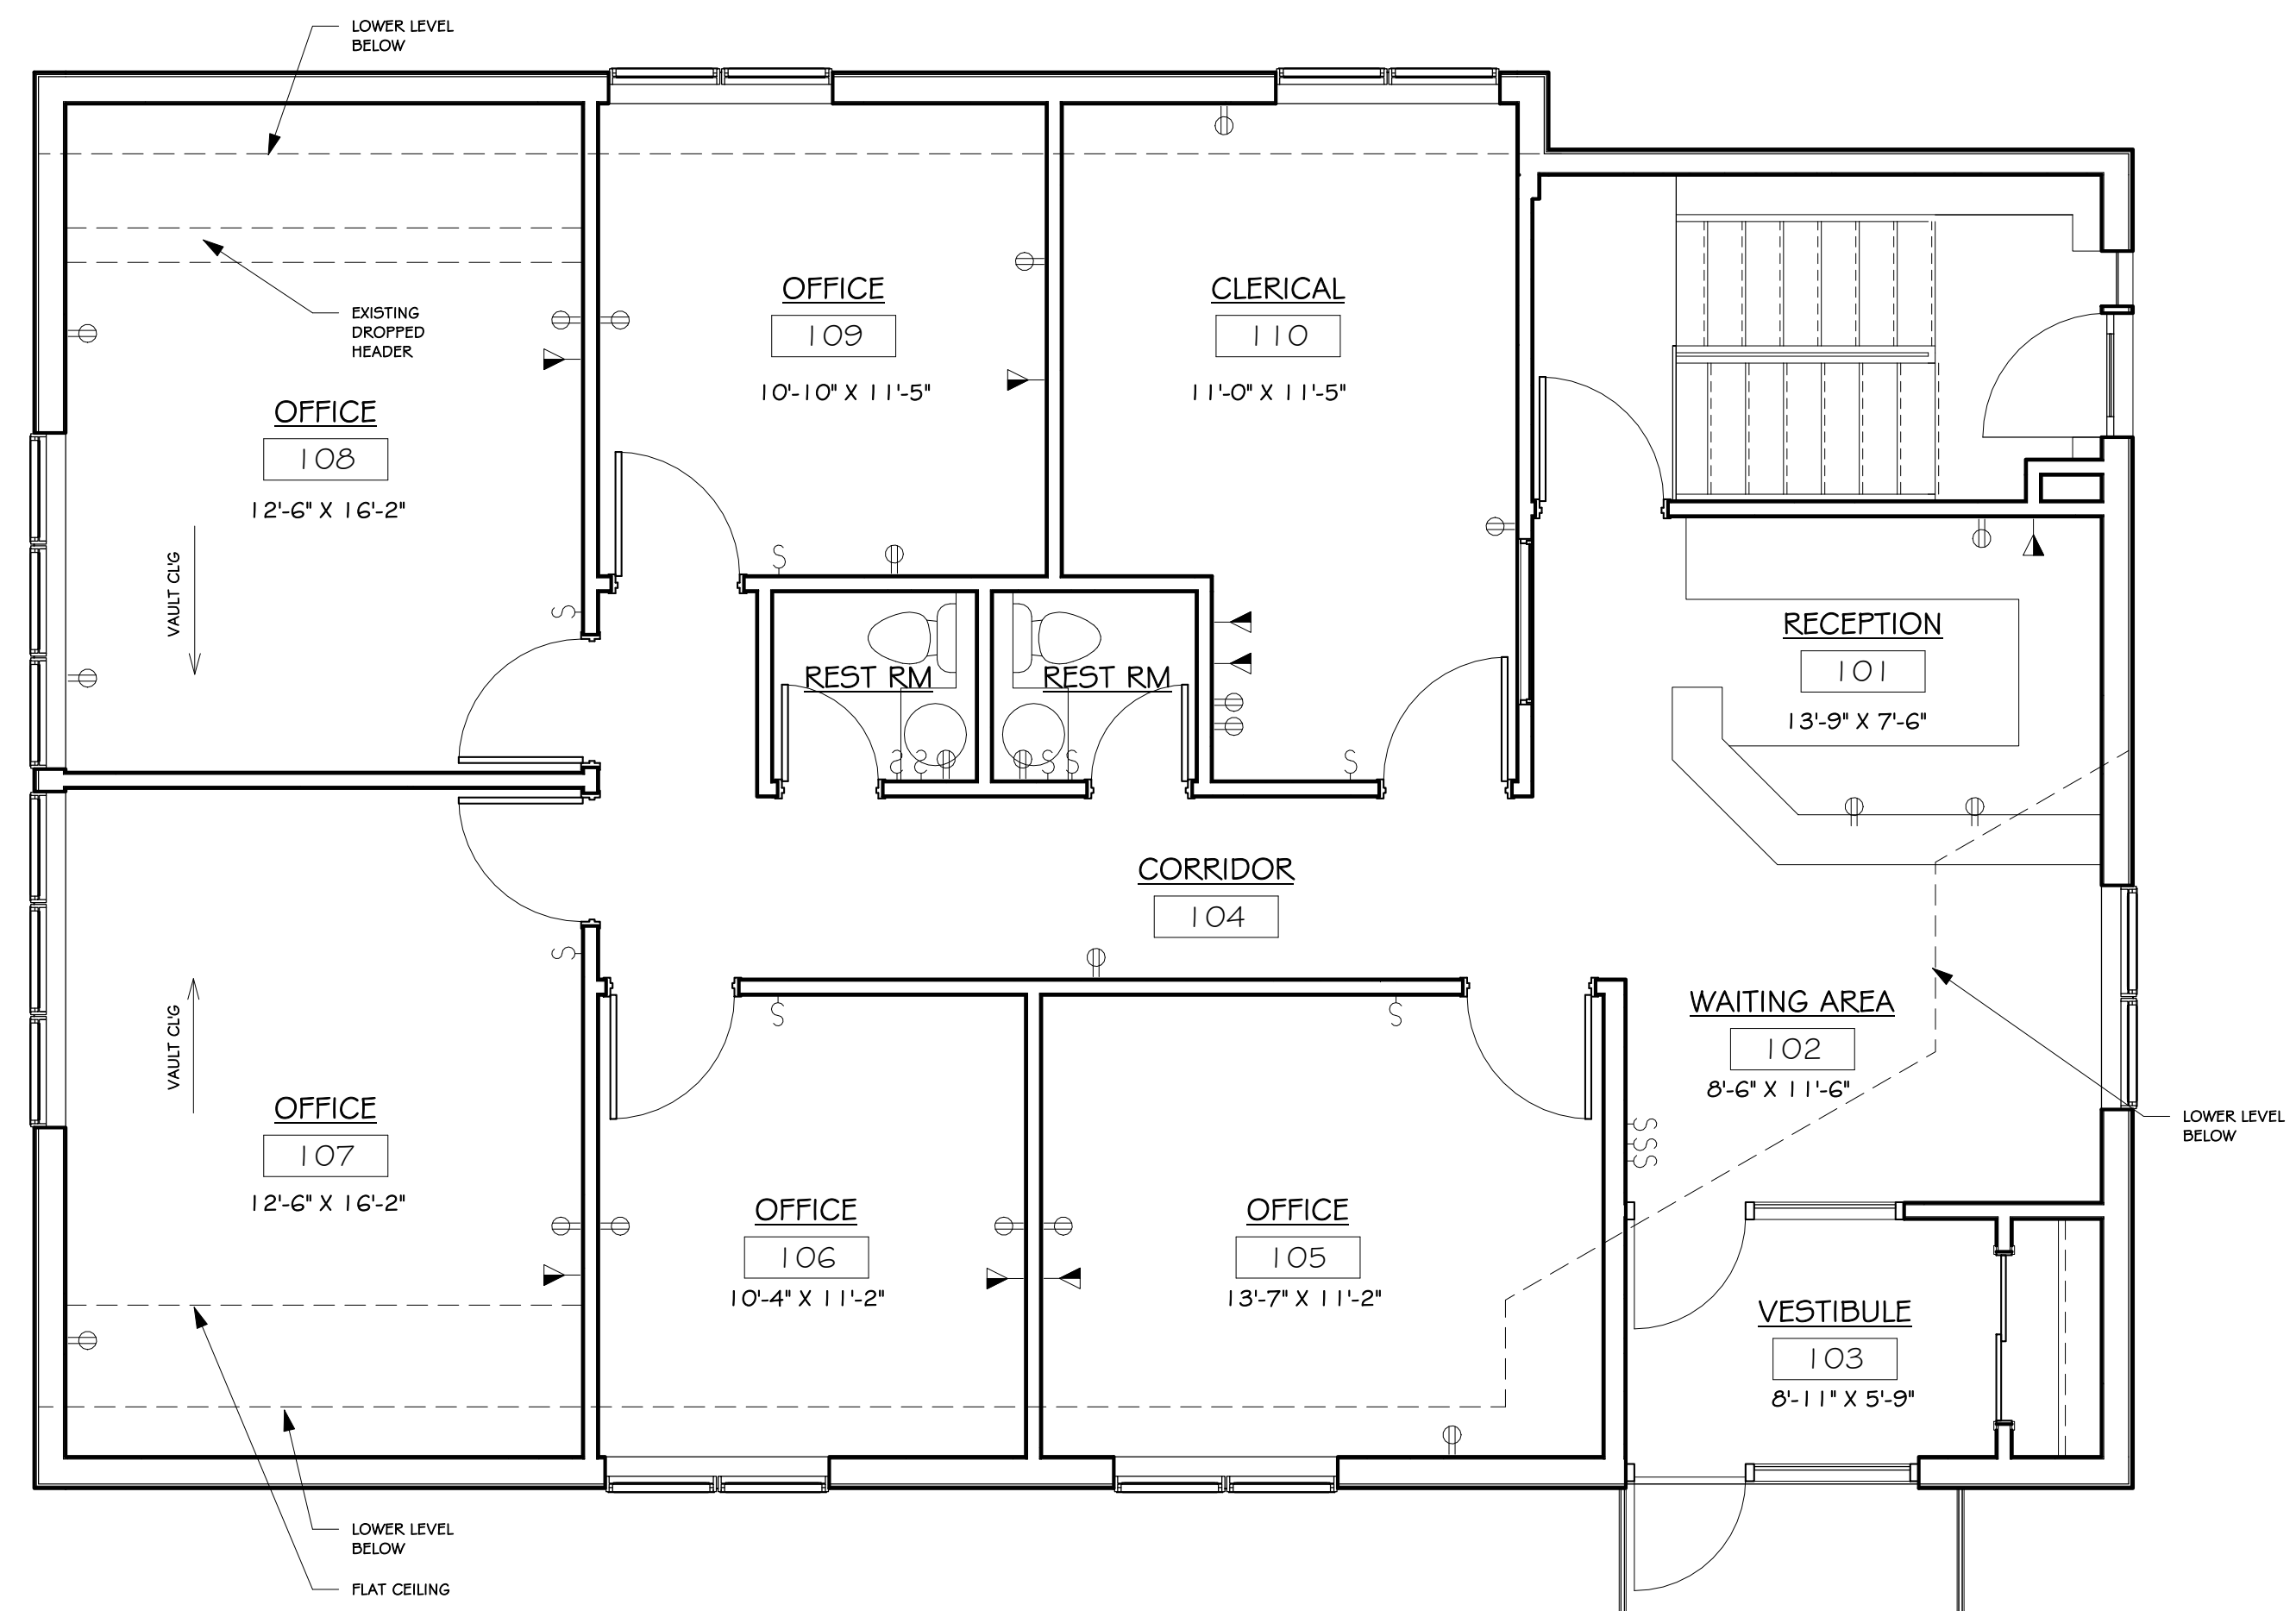 LOWER LEVEL
BELOW
EXISTING
DROPPED
HEADER
OFFICE
108
12'-6" X 16'-2"
VAULT CL'G
OFFICE
109
10'-10" X 11'-5"
CLERICAL
110
11'-0" X 11'-5"
S
S
REST RM
REST RM
S S
S S
S
RECEPTION
101
13'-9" X 7'-6"
CORRIDOR
104
S
VAULT CL'G
OFFICE
107
12'-6" X 16'-2"
S
OFFICE
106
10'-4" X 11'-2"
S
OFFICE
105
13'-7" X 11'-2"
WAITING AREA
102
8'-6" X 11'-6"
S
S
S
LOWER LEVEL
BELOW
VESTIBULE
103
8'-11" X 5'-9"
LOWER LEVEL
BELOW
FLAT CEILING